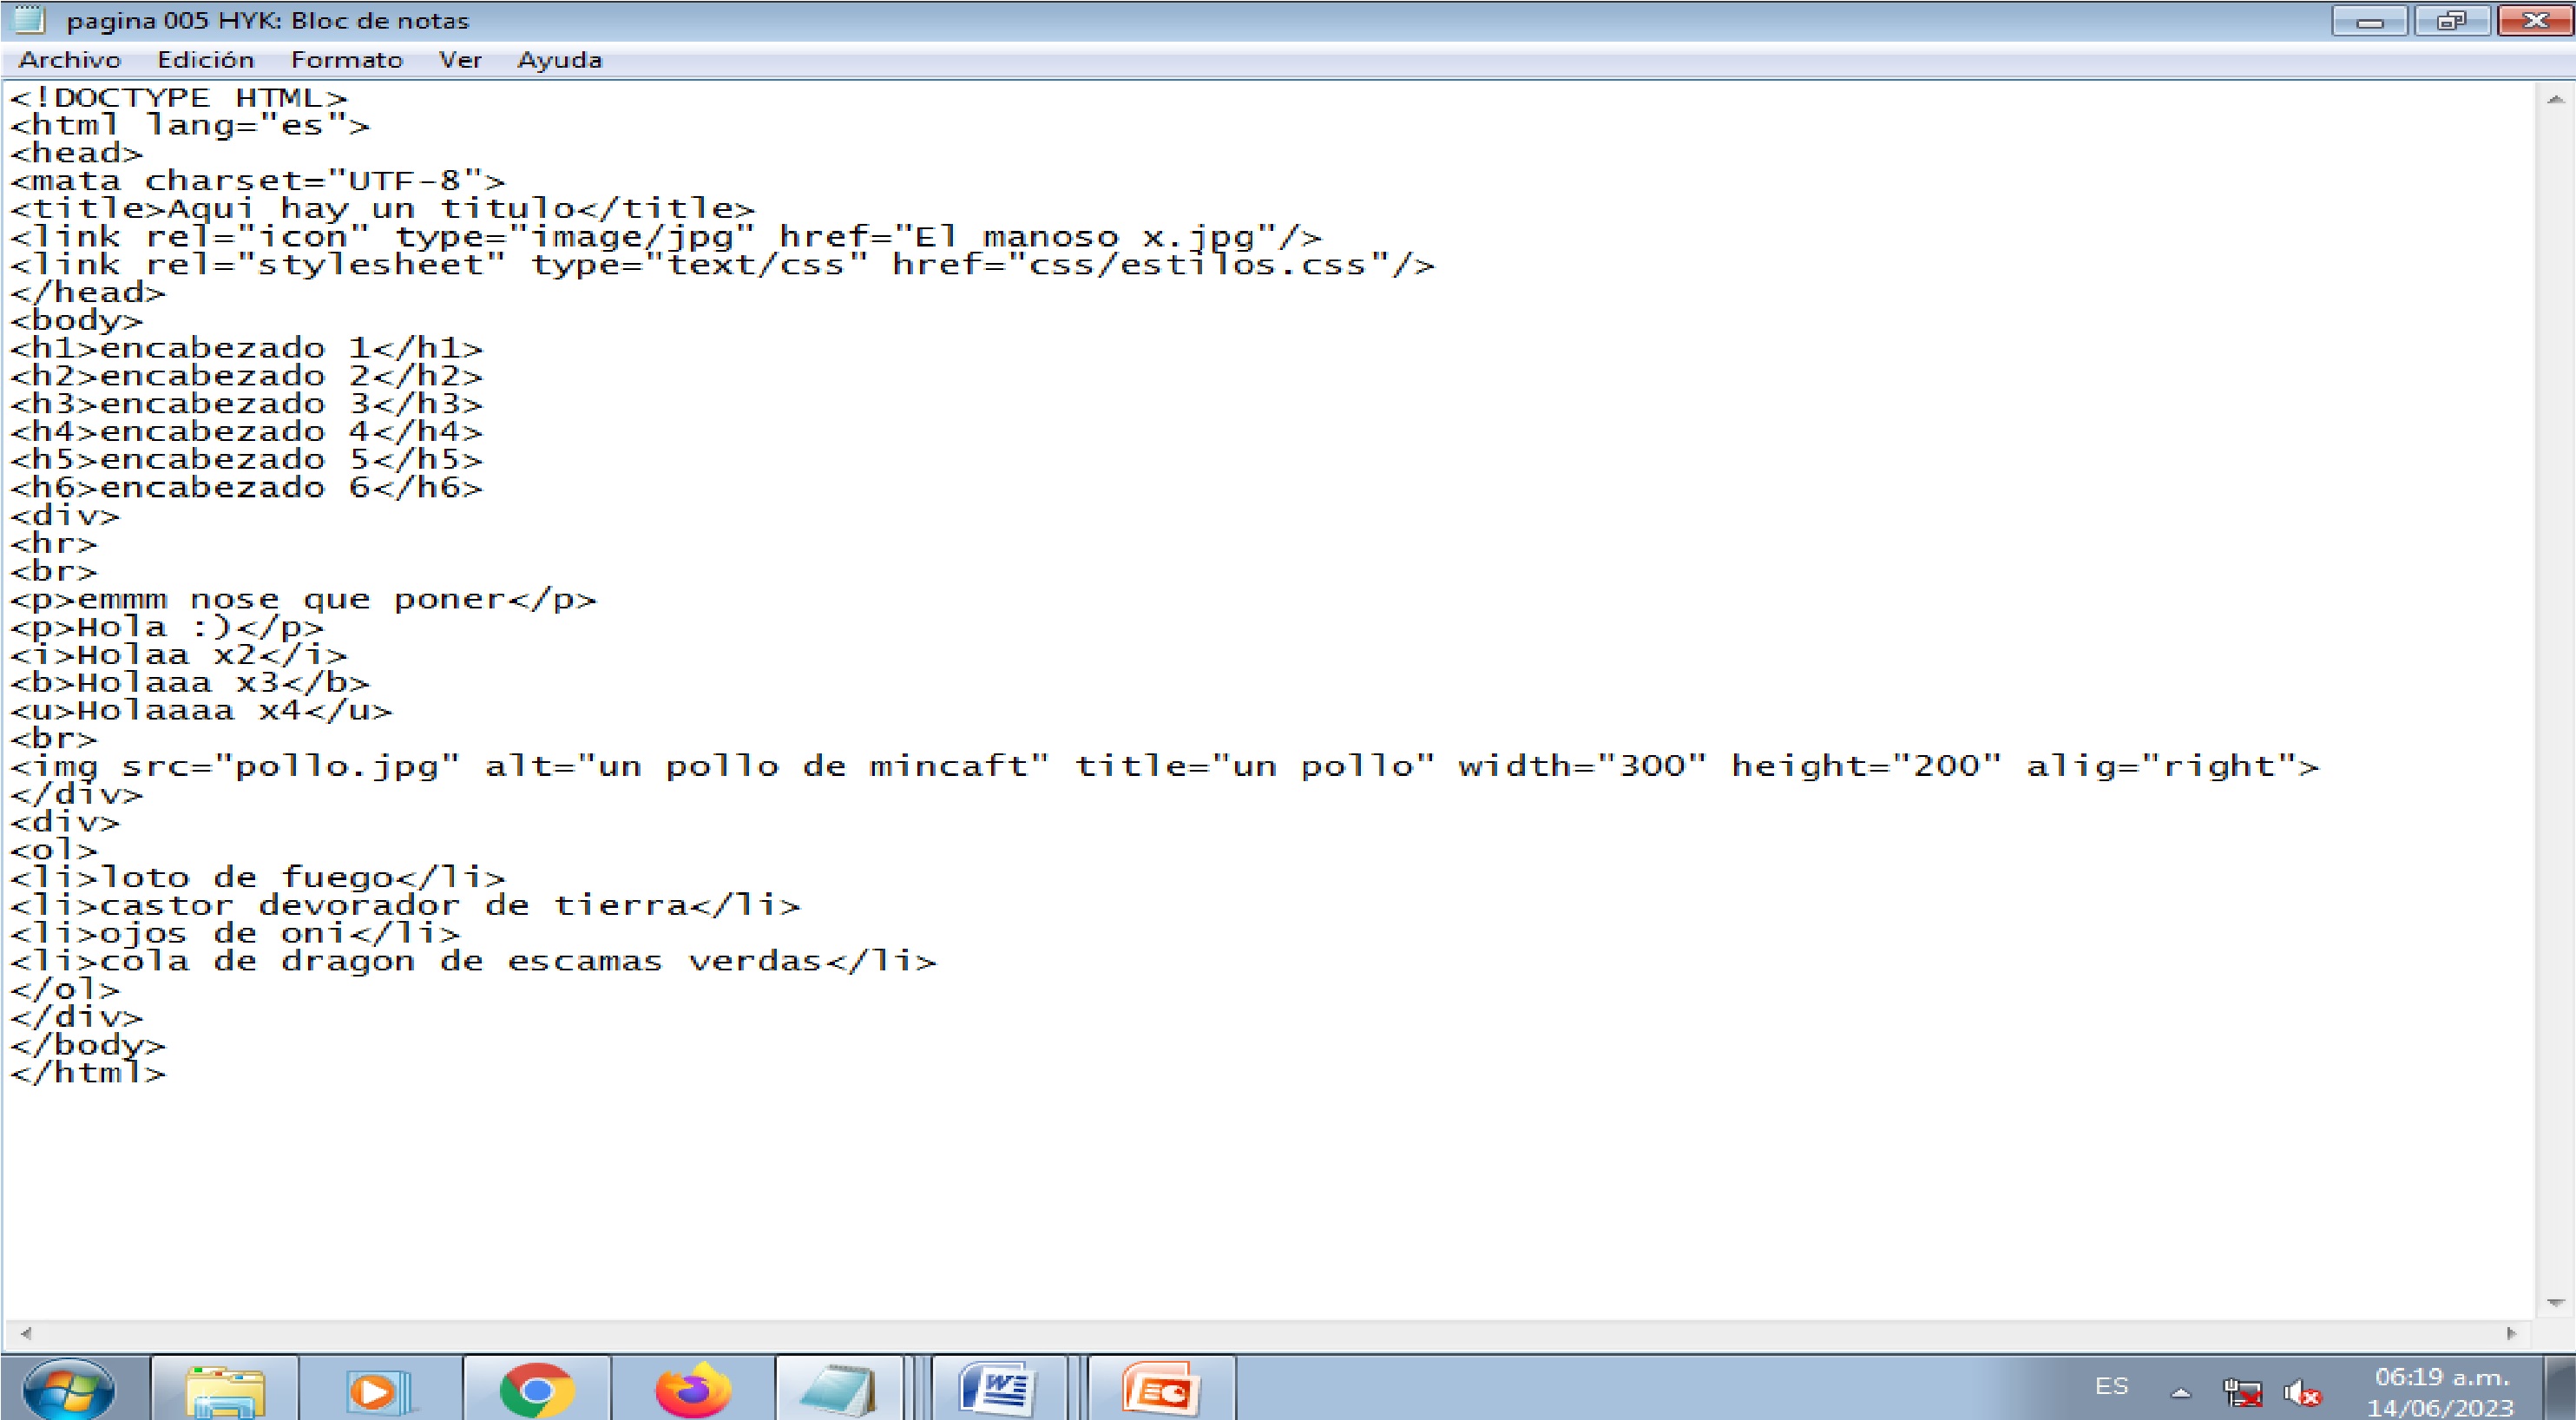 pagina 005 HYK: Bloc de notas
Archivo Edición Formato Ver Ayuda
<!DOCTYPE HTML>
<html lang="es">
<head>
<mata charset="UTF-8">
<title>Aqui hay un titulo</title>
<link rel="icon" type="image/jpg" href="El manoso x.jpg"/>
<link rel="stylesheet" type="text/css" href="css/estilos.css"/>
</head>
<body>
<h1>encabezado 1</h1>
<h2>encabezado 2</h2>
<h3>encabezado 3</h3>
<h4>encabezado 4</h4>
<h5>encabezado 5</h5>
<h6>encabezado 6</h6>
<div>
<hr>
<br>
<p>emmm nose que poner</p>
<p>Hola :)</p>
<i>Holaa x2</i>
<b>Holaaa x3</b>
<u>Holaaaa x4</u>
<br>
<img src="pollo.jpg" alt="un pollo de mincaft" title="un pollo" width="300" height="200" alig="right">
</div>
<div>
<ol>
<li>loto de fuego</li>
<li>castor devorador de tierra</li>
<li>ojos de oni</li>
<li>cola de dragon de escamas verdas</li>
</ol>
</div>
</body>
</html>
ES
06:19 a.m.
14/06/2023